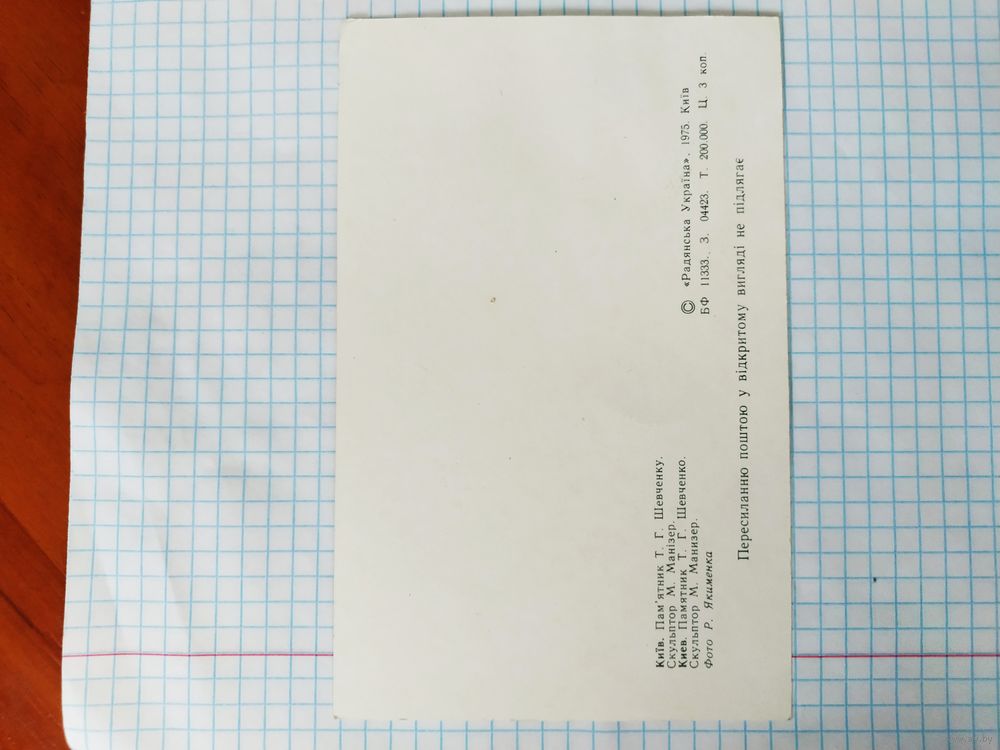 Київ. Пам'ятник Т. Г. Шевченку.
Скульптор М. Манізер.
Киев. Памятник Т. Г. Шевченко.
Скульптор М. Манизер.
Фото Р. Якименка
© «Радянська Україна». 1975. Київ
БФ 11333. З. 04423. Т. 200.000. Ц 3 коп.
Пересиланню поштою у відкритому вигляді не підлягає